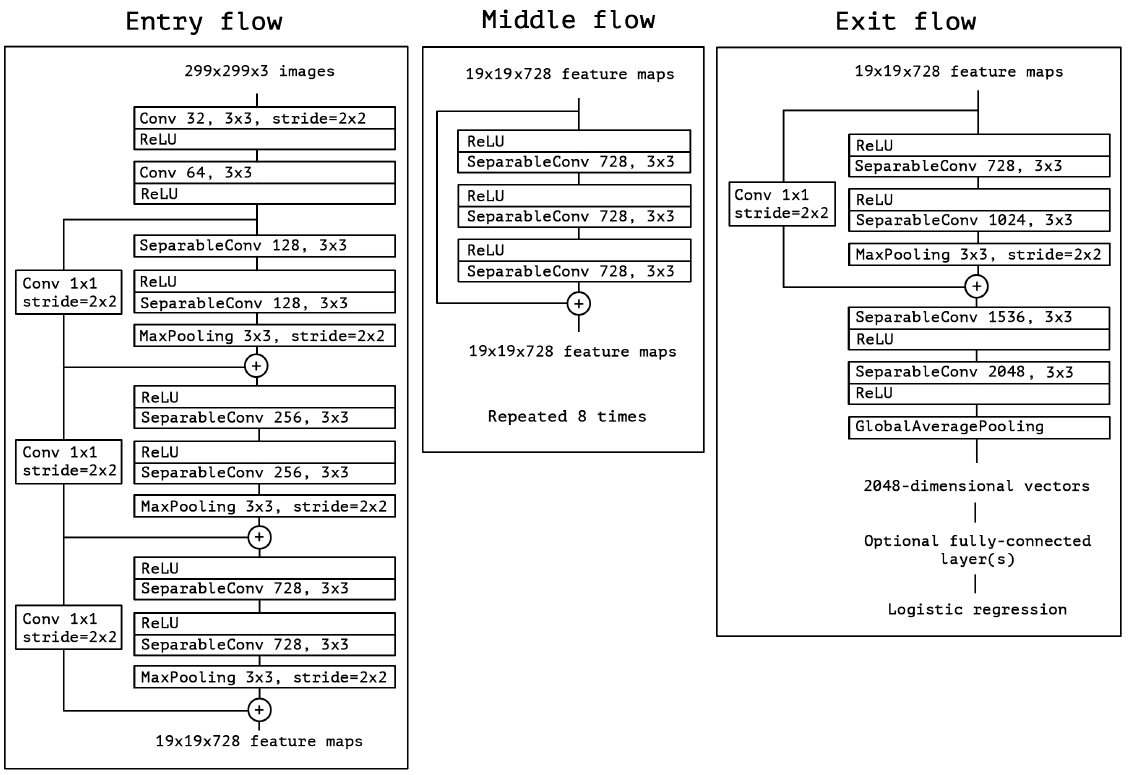 Entry flow
299x299x3 images
Conv 32, 3x3, stride=2x2
ReLU
Conv 64, 3x3
ReLU
SeparableConv 128, 3x3
Conv 1x1
stride=2x2
ReLU
SeparableConv 128, 3x3
MaxPooling 3x3, stride=2x2
+
ReLU
SeparableConv 256, 3x3
Conv 1x1
stride=2x2
ReLU
SeparableConv 256, 3x3
MaxPooling 3x3, stride=2x2
+
ReLU
SeparableConv 728, 3x3
Conv 1x1
stride=2x2
ReLU
SeparableConv 728, 3x3
MaxPooling 3x3, stride=2x2
+
19x19x728 feature maps
Middle flow
19x19x728 feature maps
ReLU
SeparableConv 728, 3x3
ReLU
SeparableConv 728, 3x3
ReLU
SeparableConv 728, 3x3
+
19x19x728 feature maps
Repeated 8 times
Exit flow
19x19x728 feature maps
ReLU
SeparableConv 728, 3x3
Conv 1x1
stride=2x2
ReLU
SeparableConv 1024, 3x3
MaxPooling 3x3, stride=2x2
+
SeparableConv 1536, 3x3
ReLU
SeparableConv 2048, 3x3
ReLU
GlobalAveragePooling
2048-dimensional vectors
Optional fully-connected
layer(s)
Logistic regression